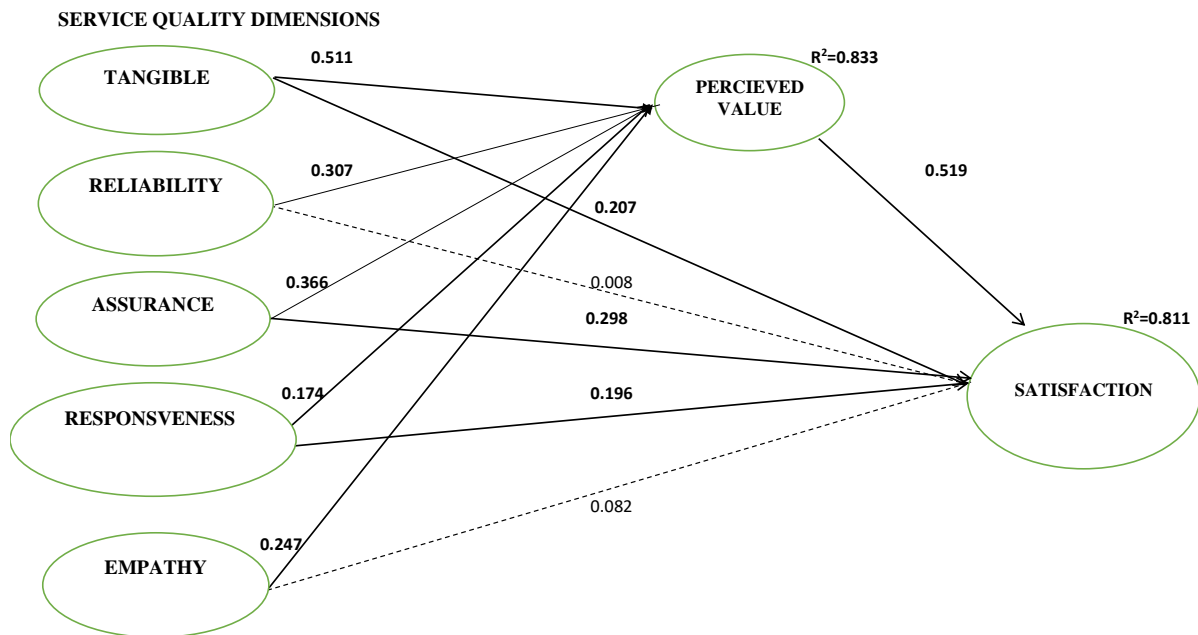 SERVICE QUALITY DIMENSIONS
TANGIBLE
0.511
PERCIEVED
VALUE
R²=0.833
RELIABILITY
0.307
0.519
0.207
ASSURANCE
0.366
0.008
0.298
R²=0.811
SATISFACTION
RESPONSVENESS
0.174
0.196
0.082
EMPATHY
0.247